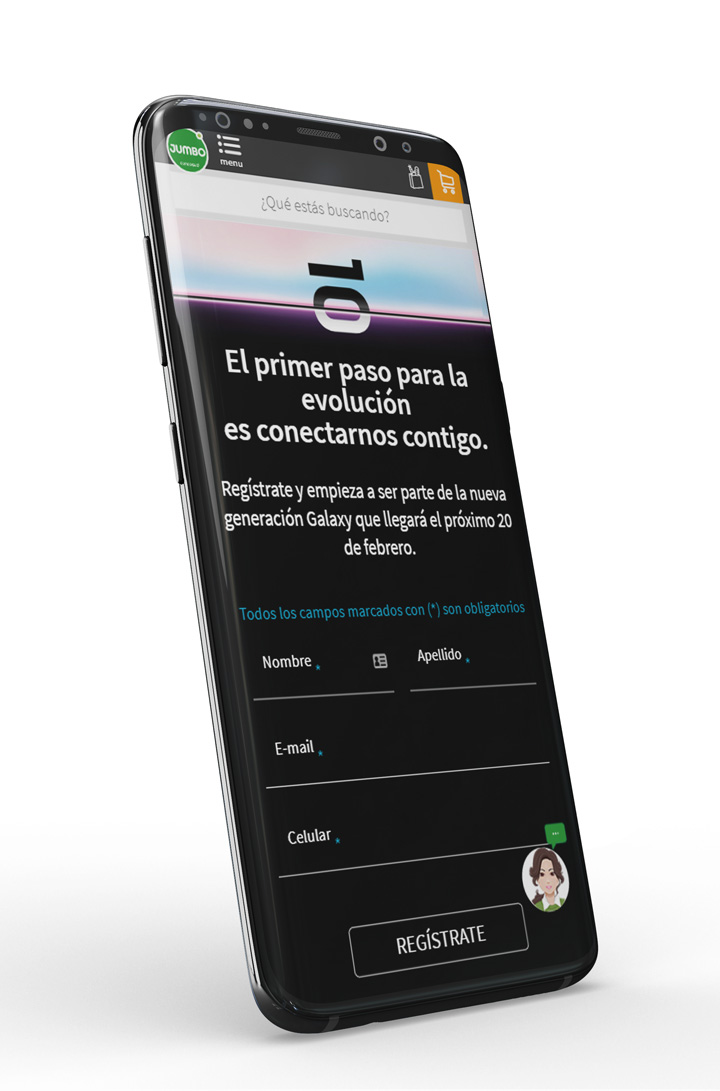 JUMBO
menu
¿Qué estás buscando?
10
El primer paso para la
evolución
es conectarnos contigo.
Regístrate y empieza a ser parte de la nueva
generación Galaxy que llegará el próximo 20
de febrero.
Todos los campos marcados con (*) son obligatorios
Nombre *
Apellido *
E-mail *
Celular *
REGÍSTRATE